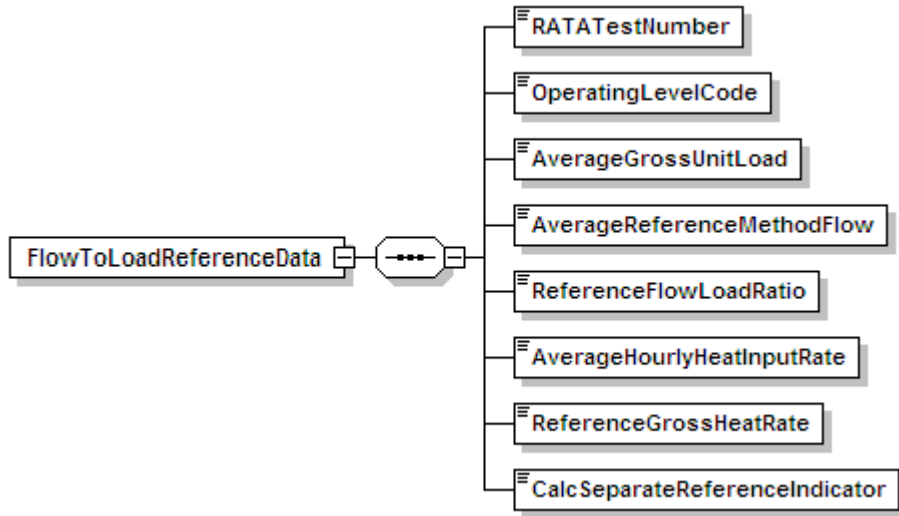 RATATestNumber
OperatingLevelCode
AverageGrossUnitLoad
AverageReferenceMethodFlow
FlowToLoadReferenceData
ReferenceFlowLoadRatio
AverageHourlyHeatInputRate
ReferenceGrossHeatRate
CalcSeparateReferenceIndicator